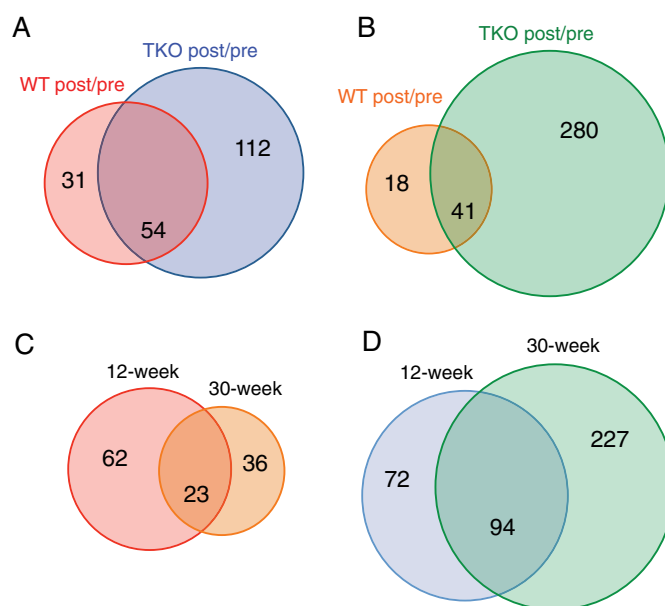 A
TKO post/pre
WT post/pre
31
112
54
B
TKO post/pre
WT post/pre
280
18
41
C
12-week
30-week
62
36
23
D
30-week
12-week
227
72
94